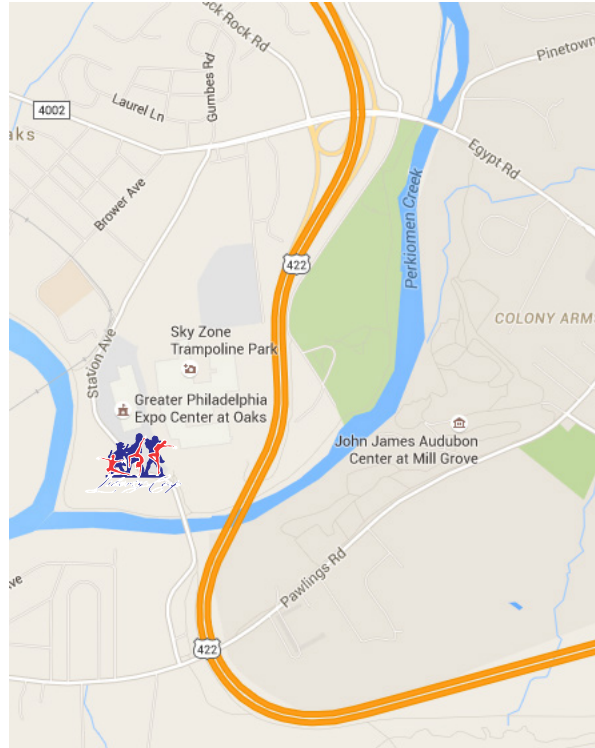 ck Rock Rd
Pinetown
Gumbes Rd
4002
Laurel Ln
aks
Egypt Rd
Brower Ave
Perkiomen Creek
422
COLONY ARMS
Sky Zone
Trampoline Park
Station Ave
Greater Philadelphia
Expo Center at Oaks
John James Audubon
Center at Mill Grove
Pawlings Rd
ve
422